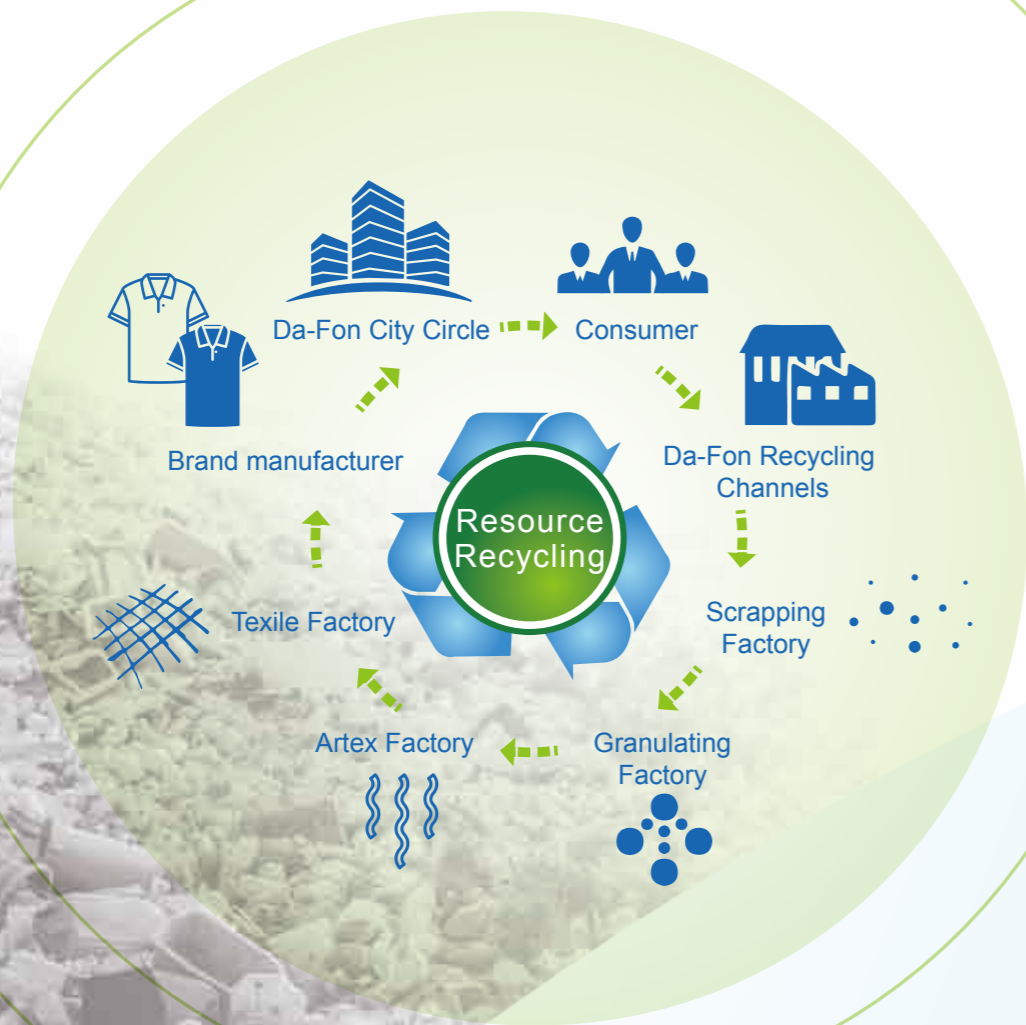 Da-Fon City Circle
Consumer
Brand manufacturer
Da-Fon Recycling
Channels
Resource
Recycling
Texile Factory
Scrapping
Factory
Artex Factory
Granulating
Factory